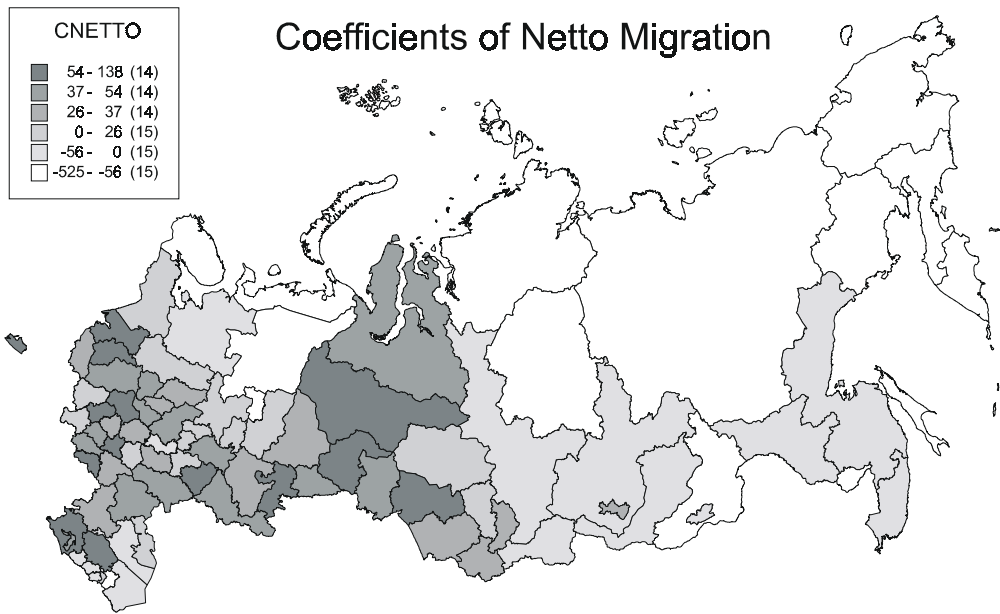 Coefficients of Netto Migration
CNETTO
54 - 138 (14)
37 - 54 (14)
26 - 37 (14)
0 - 26 (15)
-56 - 0 (15)
-525 - -56 (15)